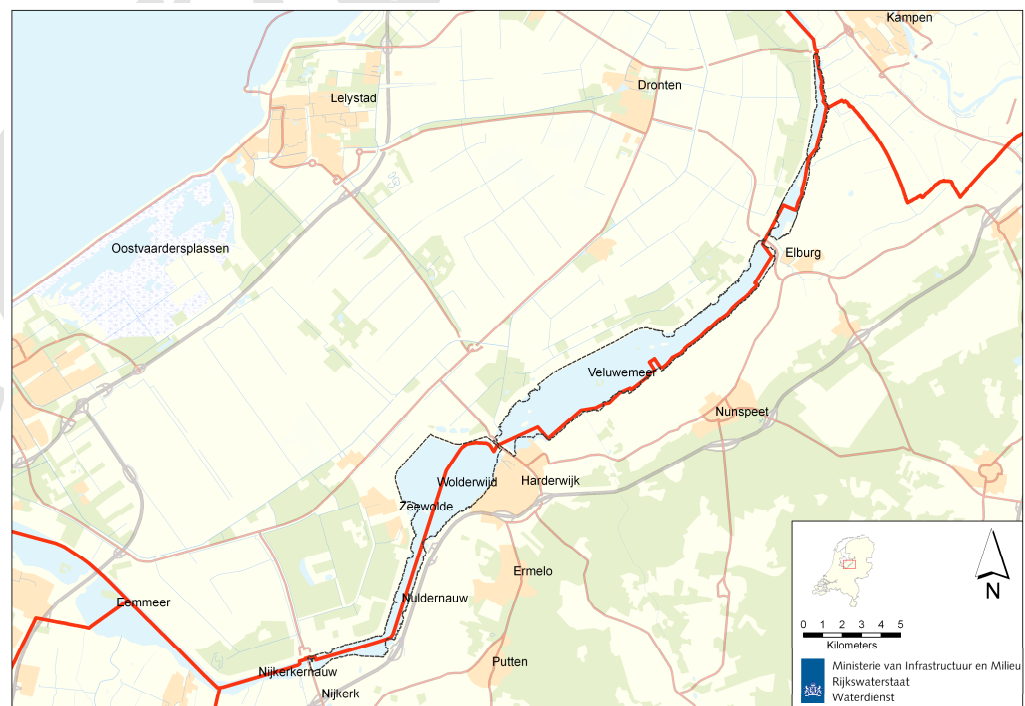 Kampen
Dronten
Lelystad
Oostvaardersplassen
Elburg
Veluwemeer
Nunspeet
Wolderwijd
Harderwijk
Zeewolde
Ermelo
Nuldernauw
Eemmeer
Nijkerkernauw
Putten
Nijkerk
N
0 1 2 3 4 5
Kilometers
Ministerie van Infrastructuur en Milieu
Rijkswaterstaat
Waterdienst